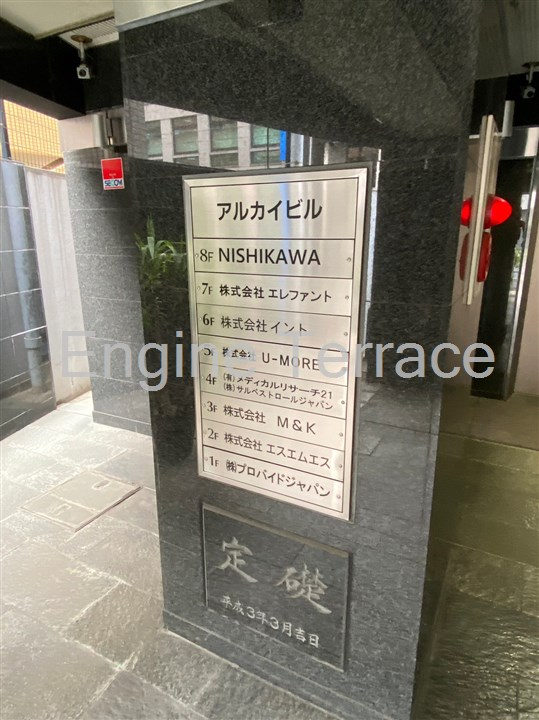 SECOM
アルカイビル
8F NISHIKAWA
7F 株式会社 エレファント
6F 株式会社 イント
5F 株式会社 U-MORE
4F (有)メディカルリサーチ21
(株)サルベストロールジャパン
3F 株式会社 M&K
2F 株式会社 エスエムエス
1F ㈱プロバイドジャパン
Engine Terrace
定礎
平成3年3月吉日